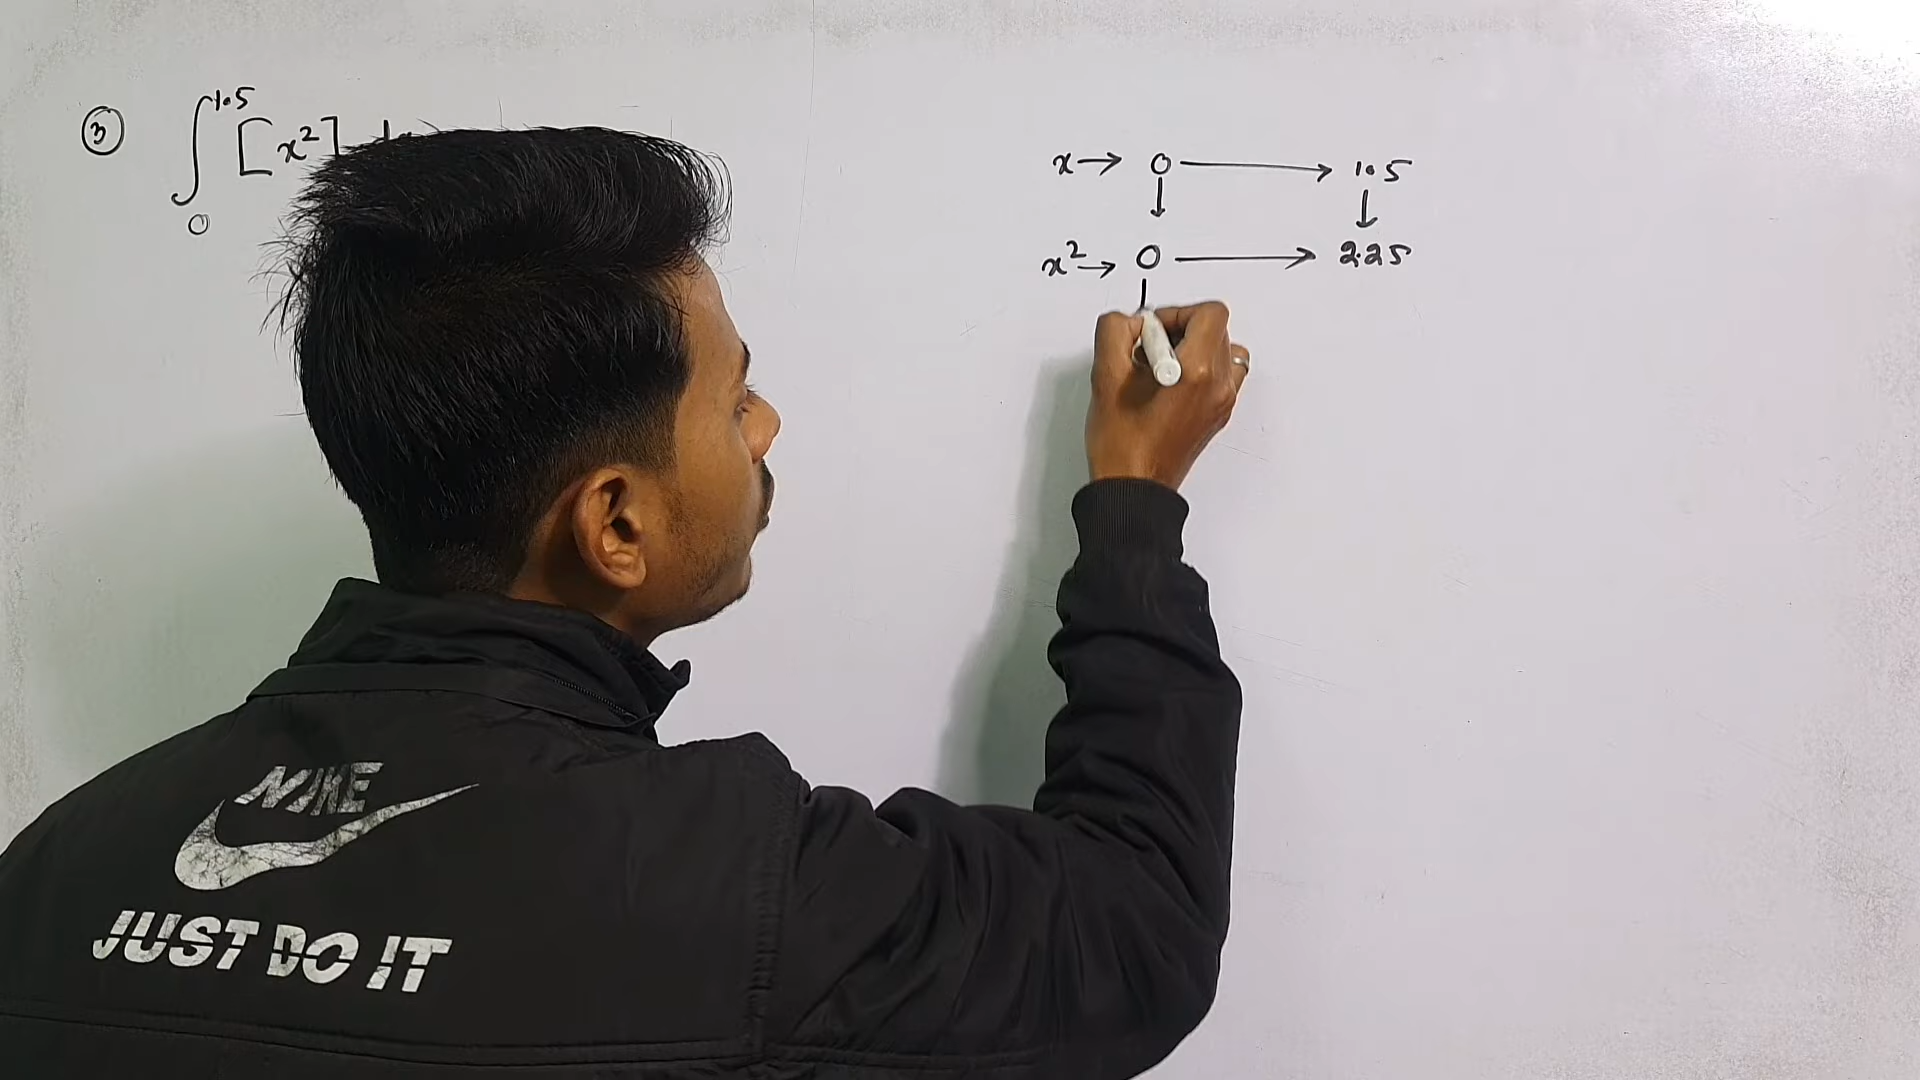 ③ ∫₀^1.5 [x²]
x → 0 → 1.5
↓ ↓
x² → 0 → 2.25
NIKE
JUST DO IT